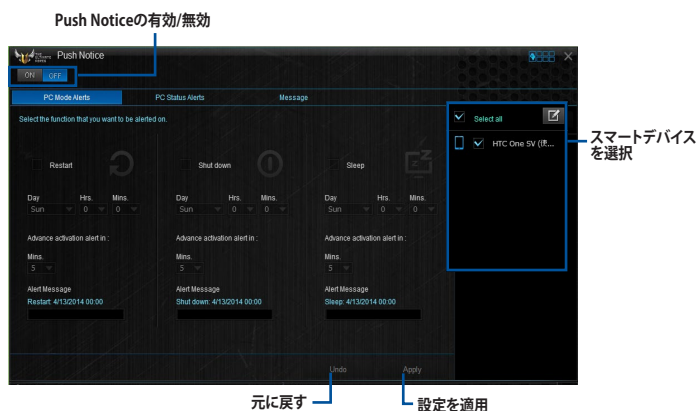 Push Noticeの有効/無効
Push Notice
ON OFF
PC Mode Alerts PC Status Alerts Message
Select the function that you want to be alerted on.
Select all
HTC One SV
スマートデバイス
を選択
Restart Shut down Sleep
Day Hrs. Mins. Day Hrs. Mins. Day Hrs. Mins.
Sun 0 0 Sun 0 0 Sun 0 0
Advance activation alert in : Advance activation alert in : Advance activation alert in :
Mins. Mins. Mins.
5 5 5
Alert Message Alert Message Alert Message
Restart: 4/13/2014 00:00 Shut down: 4/13/2014 00:00 Sleep: 4/13/2014 00:00
Undo Apply
元に戻す 設定を適用